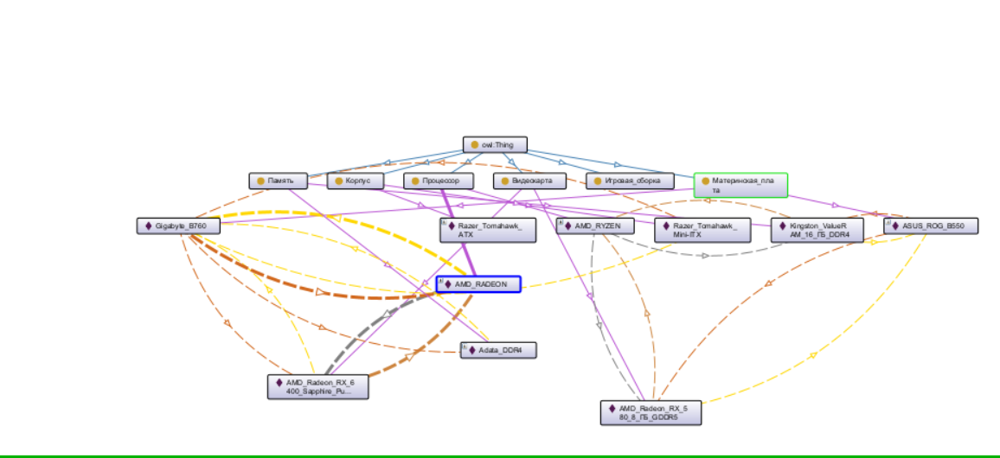 owl:Thing
Память
Корпус
Процессор
Видеокарта
Игровая_сборка
Материнская_пла
та
Gigabyte_B760
Razer_Tomahawk_
ATX
AMD_RYZEN
Razer_Tomahawk_
Mini-ITX
Kingston_ValueR
AM_16_ГБ_DDR4
ASUS_ROG_B550
AMD_RADEON
Adata_DDR4
AMD_Radeon_RX_6
400_Sapphire_Pu...
AMD_Radeon_RX_5
80_8_ГБ_GDDR5